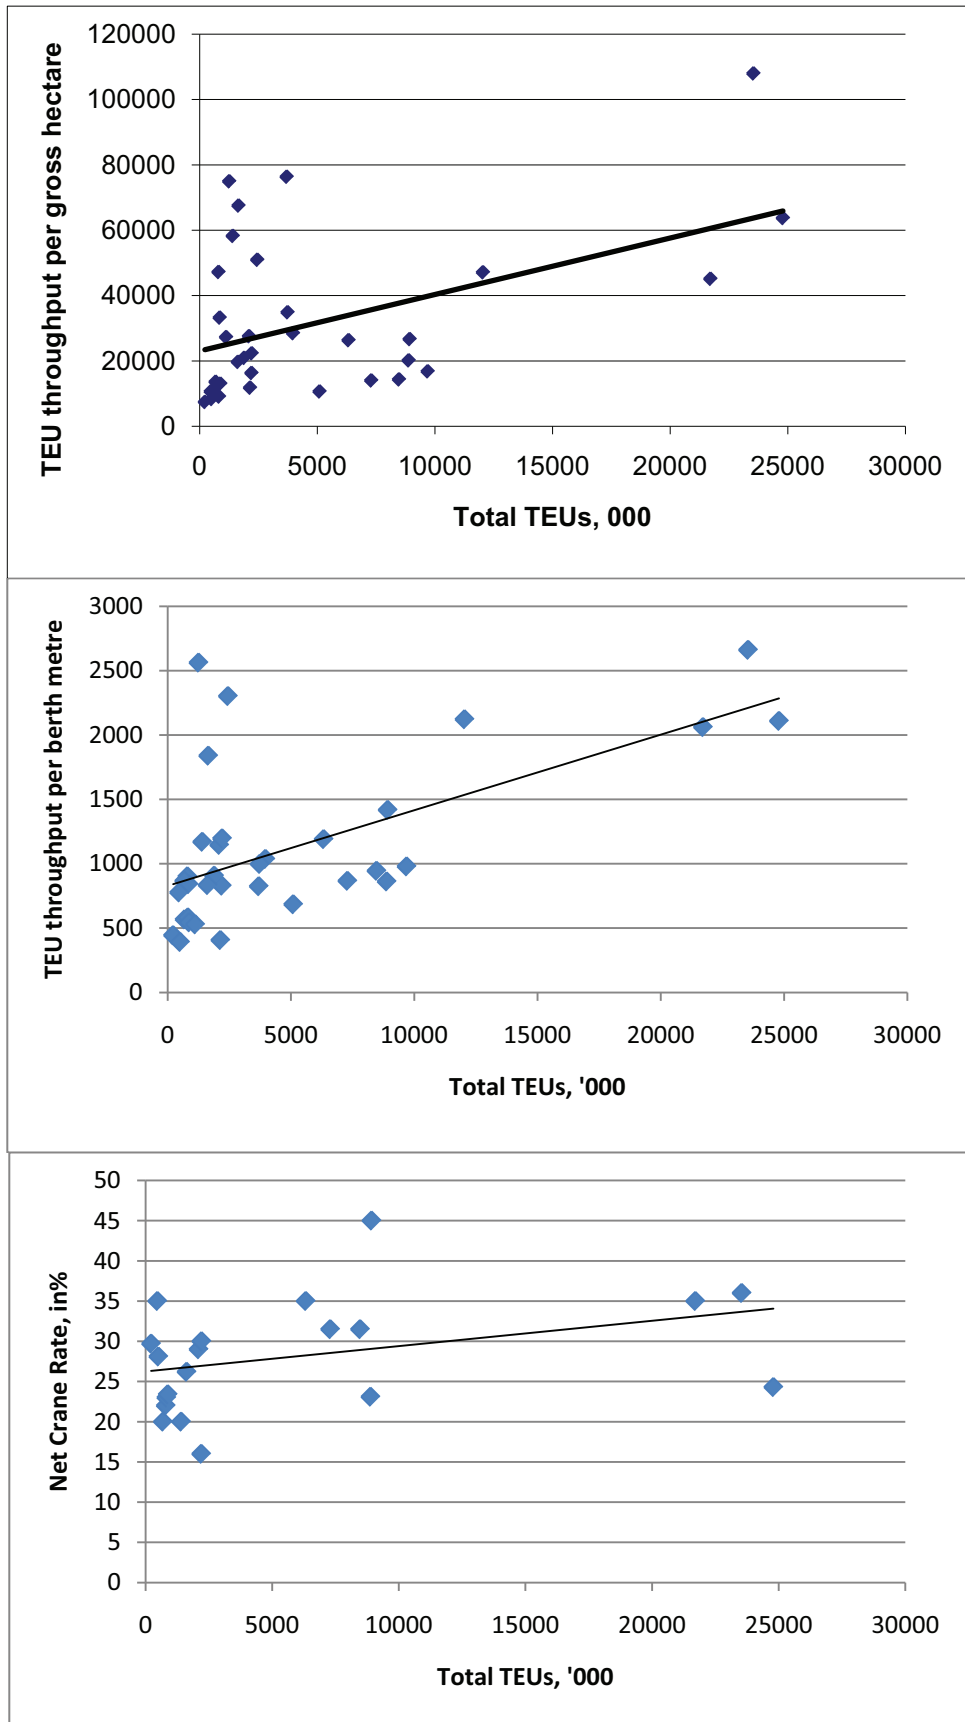 120000
100000
80000
60000
40000
20000
0
TEU throughput per gross hectare
0 5000 10000 15000 20000 25000 30000
Total TEUs, 000
3000
2500
2000
1500
1000
500
0
TEU throughput per berth metre
0 5000 10000 15000 20000 25000 30000
Total TEUs, '000
50
45
40
35
30
25
20
15
10
5
0
Net Crane Rate, in%
0 5000 10000 15000 20000 25000 30000
Total TEUs, '000